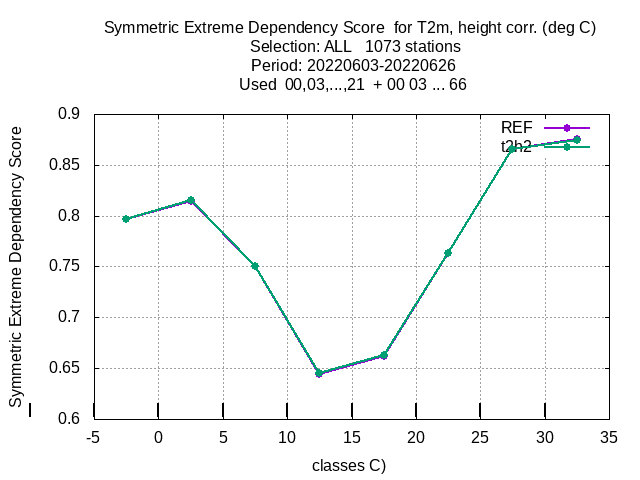 Symmetric Extreme Dependency Score for T2m, height corr. (deg C)
Selection: ALL 1073 stations
Period: 20220603-20220626
Used 00,03,...,21 + 00 03 ... 66
Symmetric Extreme Dependency Score
0.9
0.85
0.8
0.75
0.7
0.65
0.6
REF
t2h2
-5 0 5 10 15 20 25 30 35
classes C)